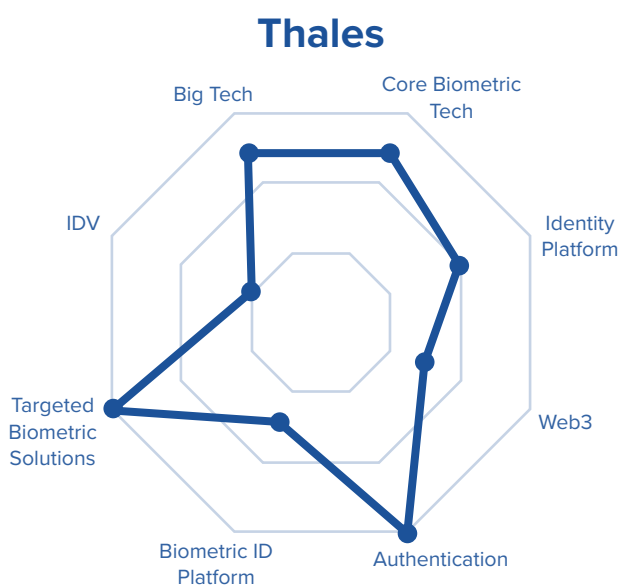 Thales
Big Tech
Core Biometric
Tech
IDV
Identity
Platform
Targeted
Biometric
Solutions
Web3
Biometric ID
Platform
Authentication